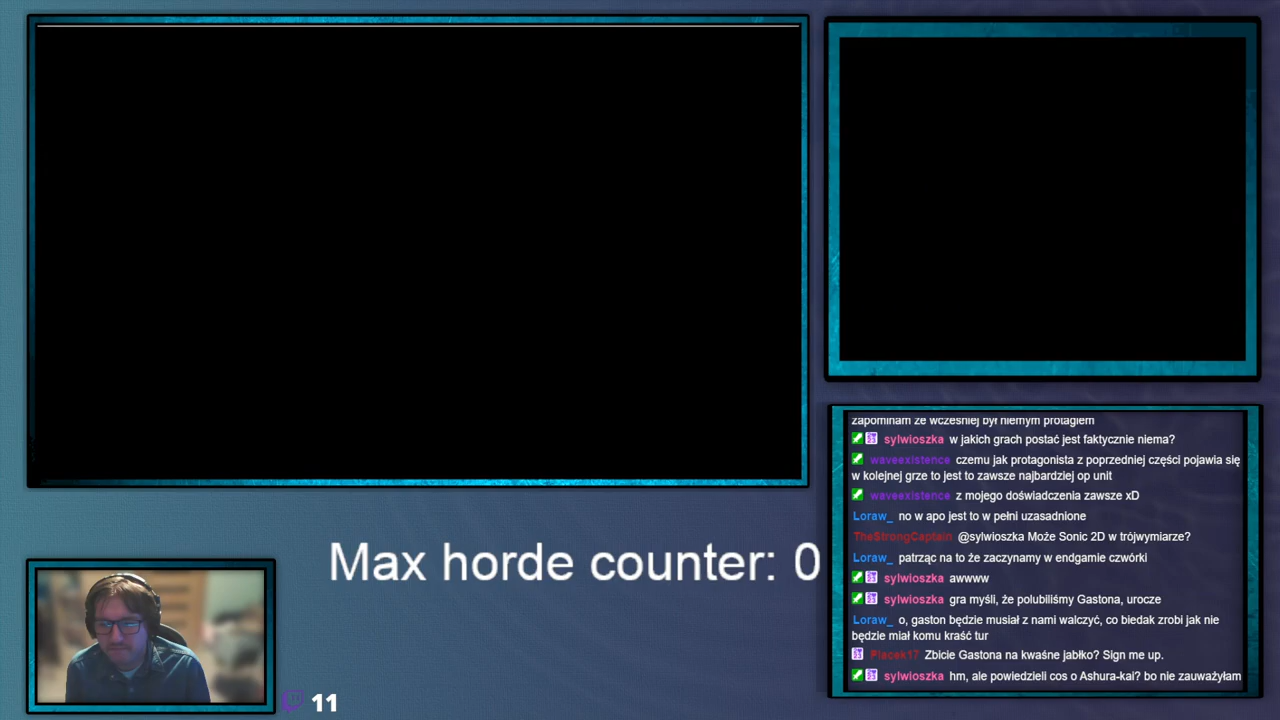 Max horde counter: 0
11
zapominam że wcześniej był niemym protagiem
sylwioszka w jakich grach postać jest faktycznie niema?
waveexistence czemu jak protagonista z poprzedniej części pojawia się
w kolejnej grze to jest to zawsze najbardziej op unit
waveexistence z mojego doświadczenia zawsze xD
Loraw_ no w apo jest to w pełni uzasadnione
TheStrongCaptain @sylwioszka Może Sonic 2D w trójwymiarze?
Loraw_ patrząc na to że zaczynamy w endgamie czwórki
sylwioszka awwww
sylwioszka gra myśli, że polubiliśmy Gastona, urocze
Loraw_ o, gaston będzie musiał z nami walczyć, co biedak zrobi jak nie
będzie miał komu kraść tur
Placek17 Zbicie Gastona na kwaśne jabłko? Sign me up.
sylwioszka hm, ale powiedzieli cos o Ashura-kai? bo nie zauważyłam